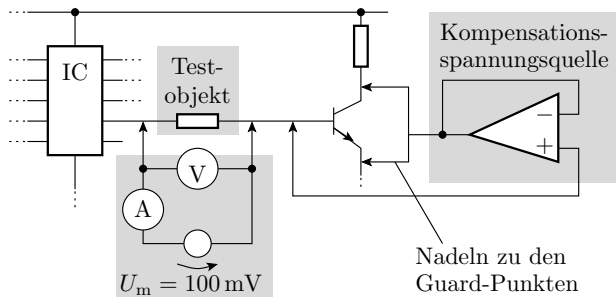 Kompensations-
spannungsquelle
IC
Test-
objekt
−
+
V
A
U_m = 100 mV
Nadeln zu den
Guard-Punkten